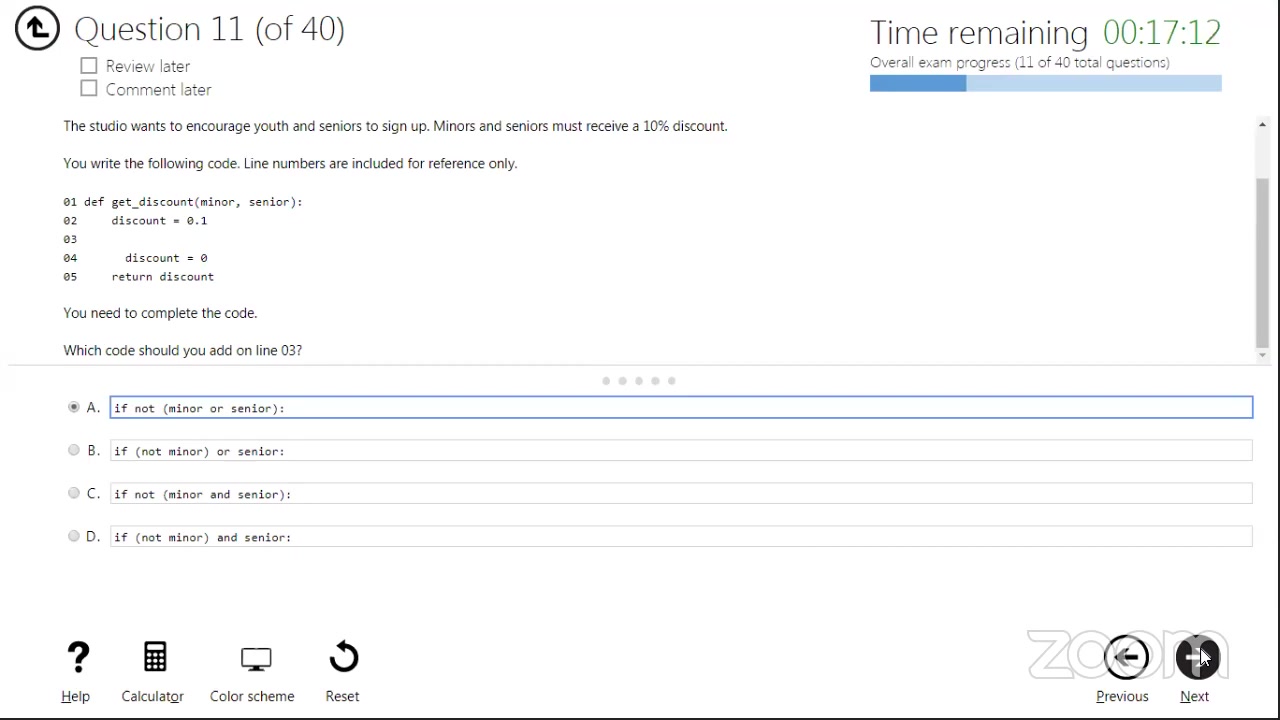 Question 11 (of 40)
Time remaining 00:17:12
Review later
Overall exam progress (11 of 40 total questions)
Comment later
The studio wants to encourage youth and seniors to sign up. Minors and seniors must receive a 10% discount.
You write the following code. Line numbers are included for reference only.
01 def get_discount(minor, senior):
02     discount = 0.1
03
04       discount = 0
05     return discount
You need to complete the code.
Which code should you add on line 03?
A. if not (minor or senior):
B. if (not minor) or senior:
C. if not (minor and senior):
D. if (not minor) and senior:
zoom
Help Calculator Color scheme Reset Previous Next